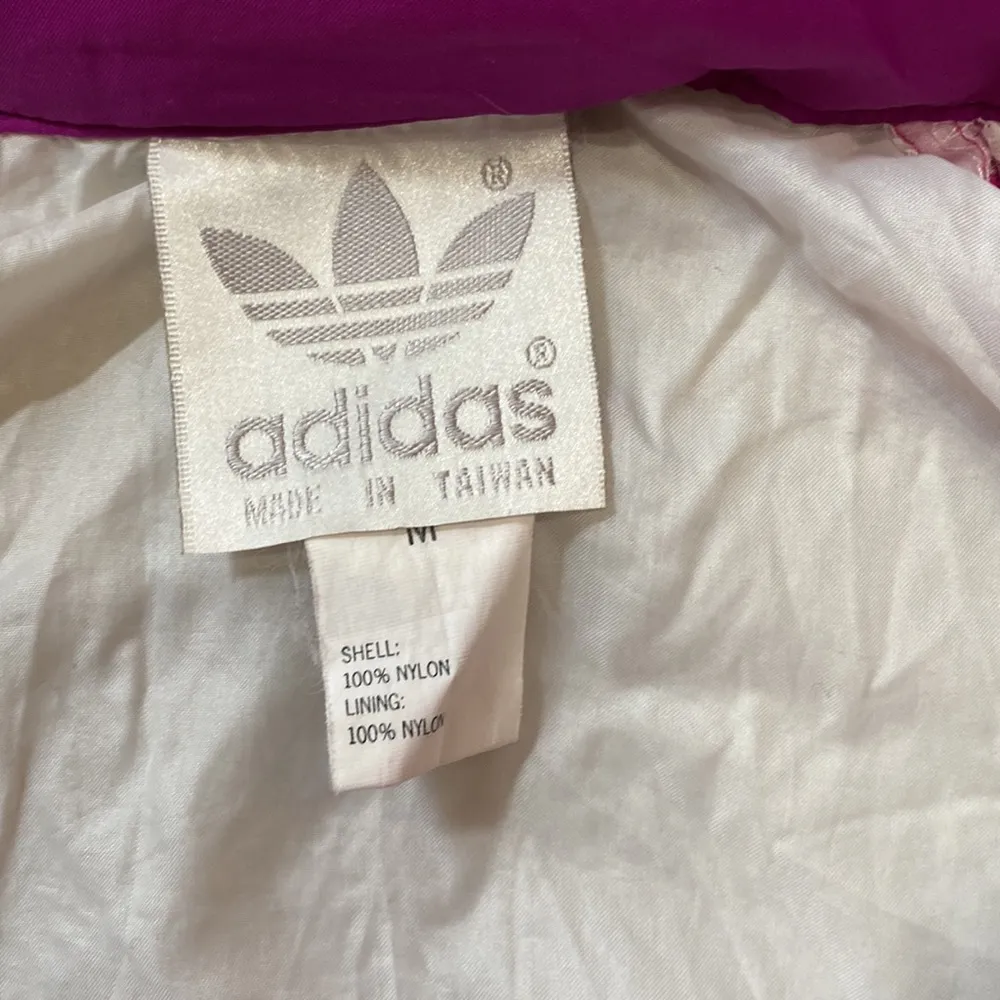 ®
®
adidas
MADE IN TAIWAN
M
SHELL:
100% NYLON
LINING:
100% NYLON